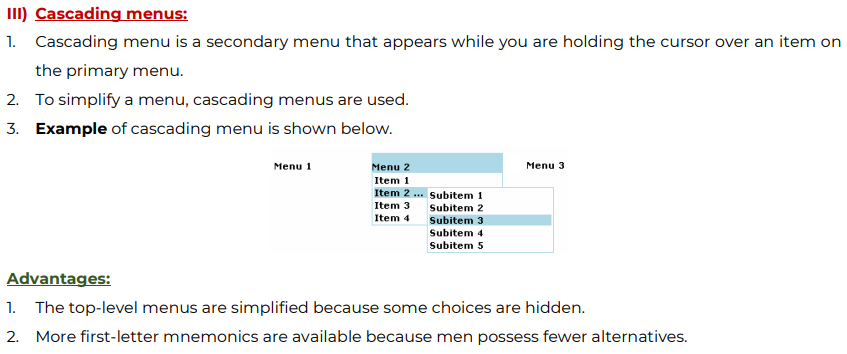 III) Cascading menus:
1. Cascading menu is a secondary menu that appears while you are holding the cursor over an item on
the primary menu.
2. To simplify a menu, cascading menus are used.
3. Example of cascading menu is shown below.
Menu 1 Menu 2 Menu 3
Item 1
Item 2 ... Subitem 1
Item 3 Subitem 2
Item 4 Subitem 3
Subitem 4
Subitem 5
Advantages:
1. The top-level menus are simplified because some choices are hidden.
2. More first-letter mnemonics are available because men possess fewer alternatives.